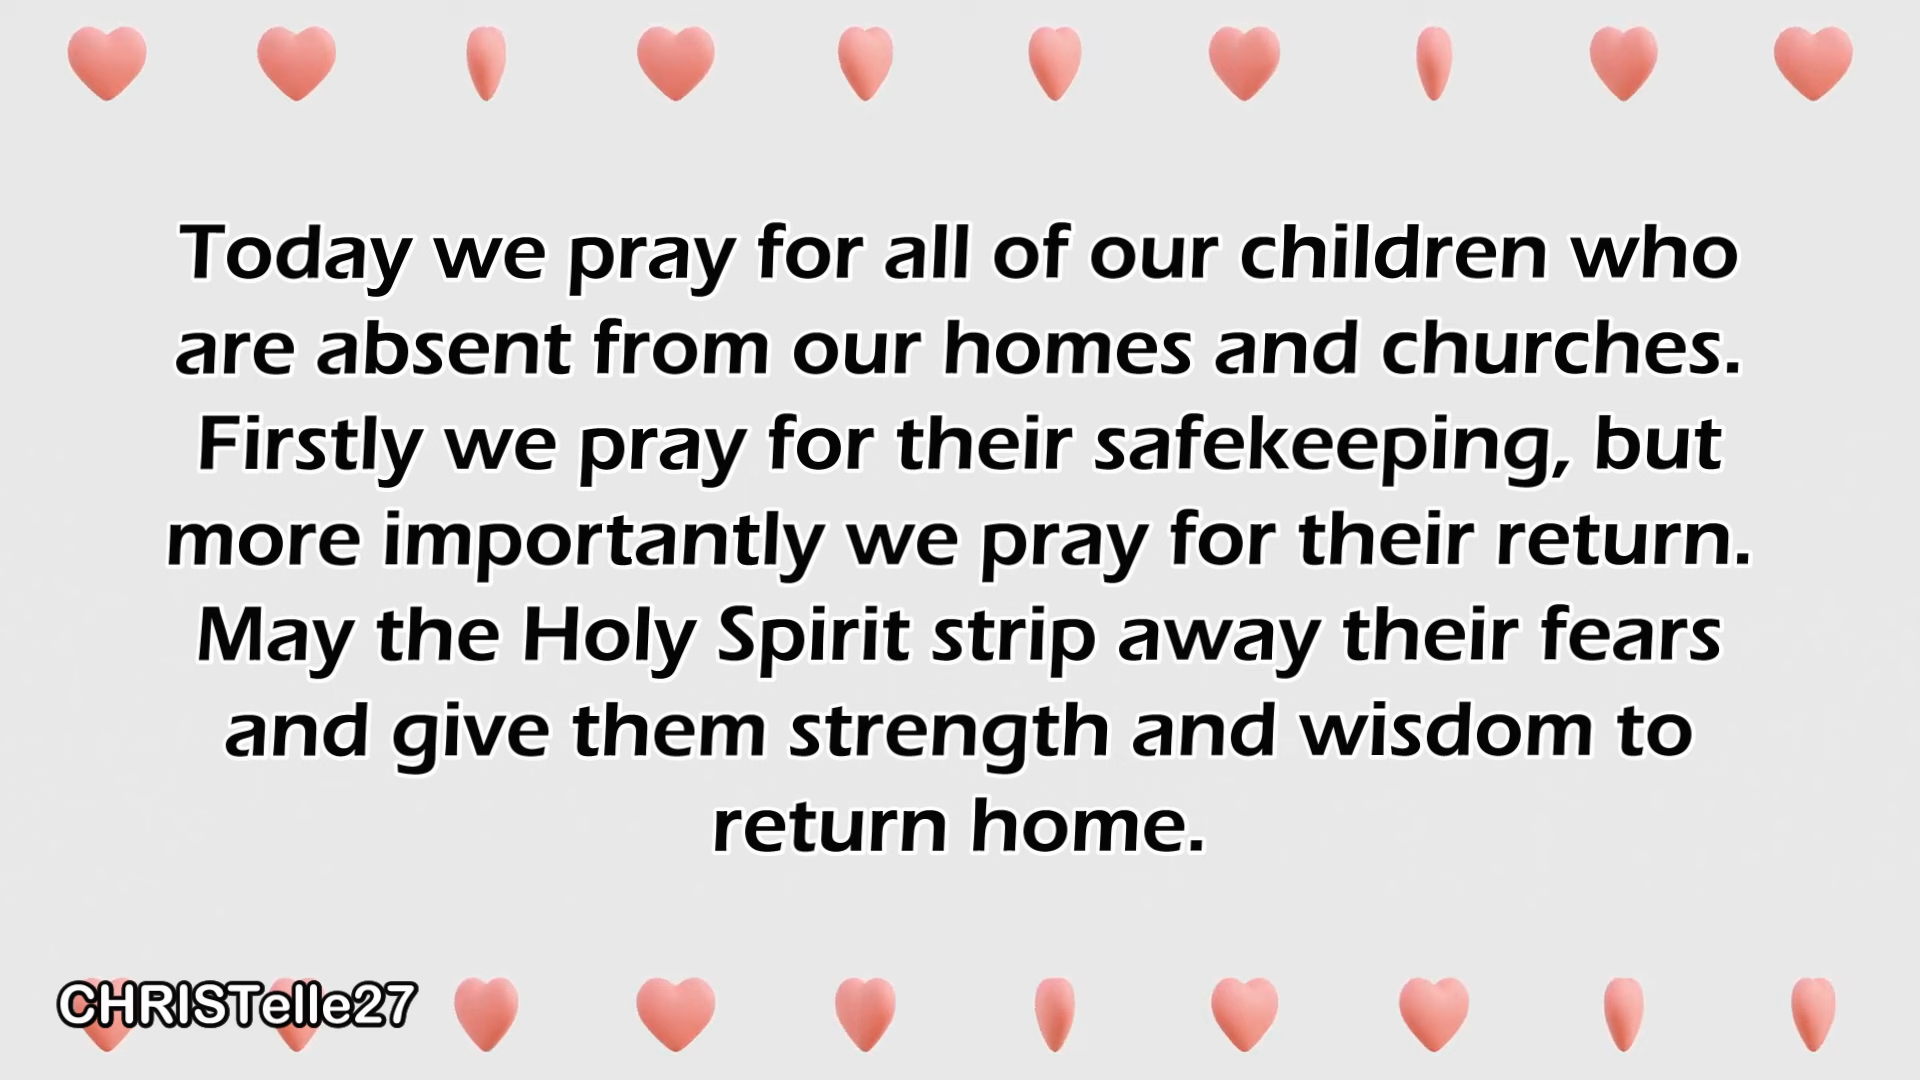 Today we pray for all of our children who
are absent from our homes and churches.
Firstly we pray for their safekeeping, but
more importantly we pray for their return.
May the Holy Spirit strip away their fears
and give them strength and wisdom to
return home.
CHRISTelle27